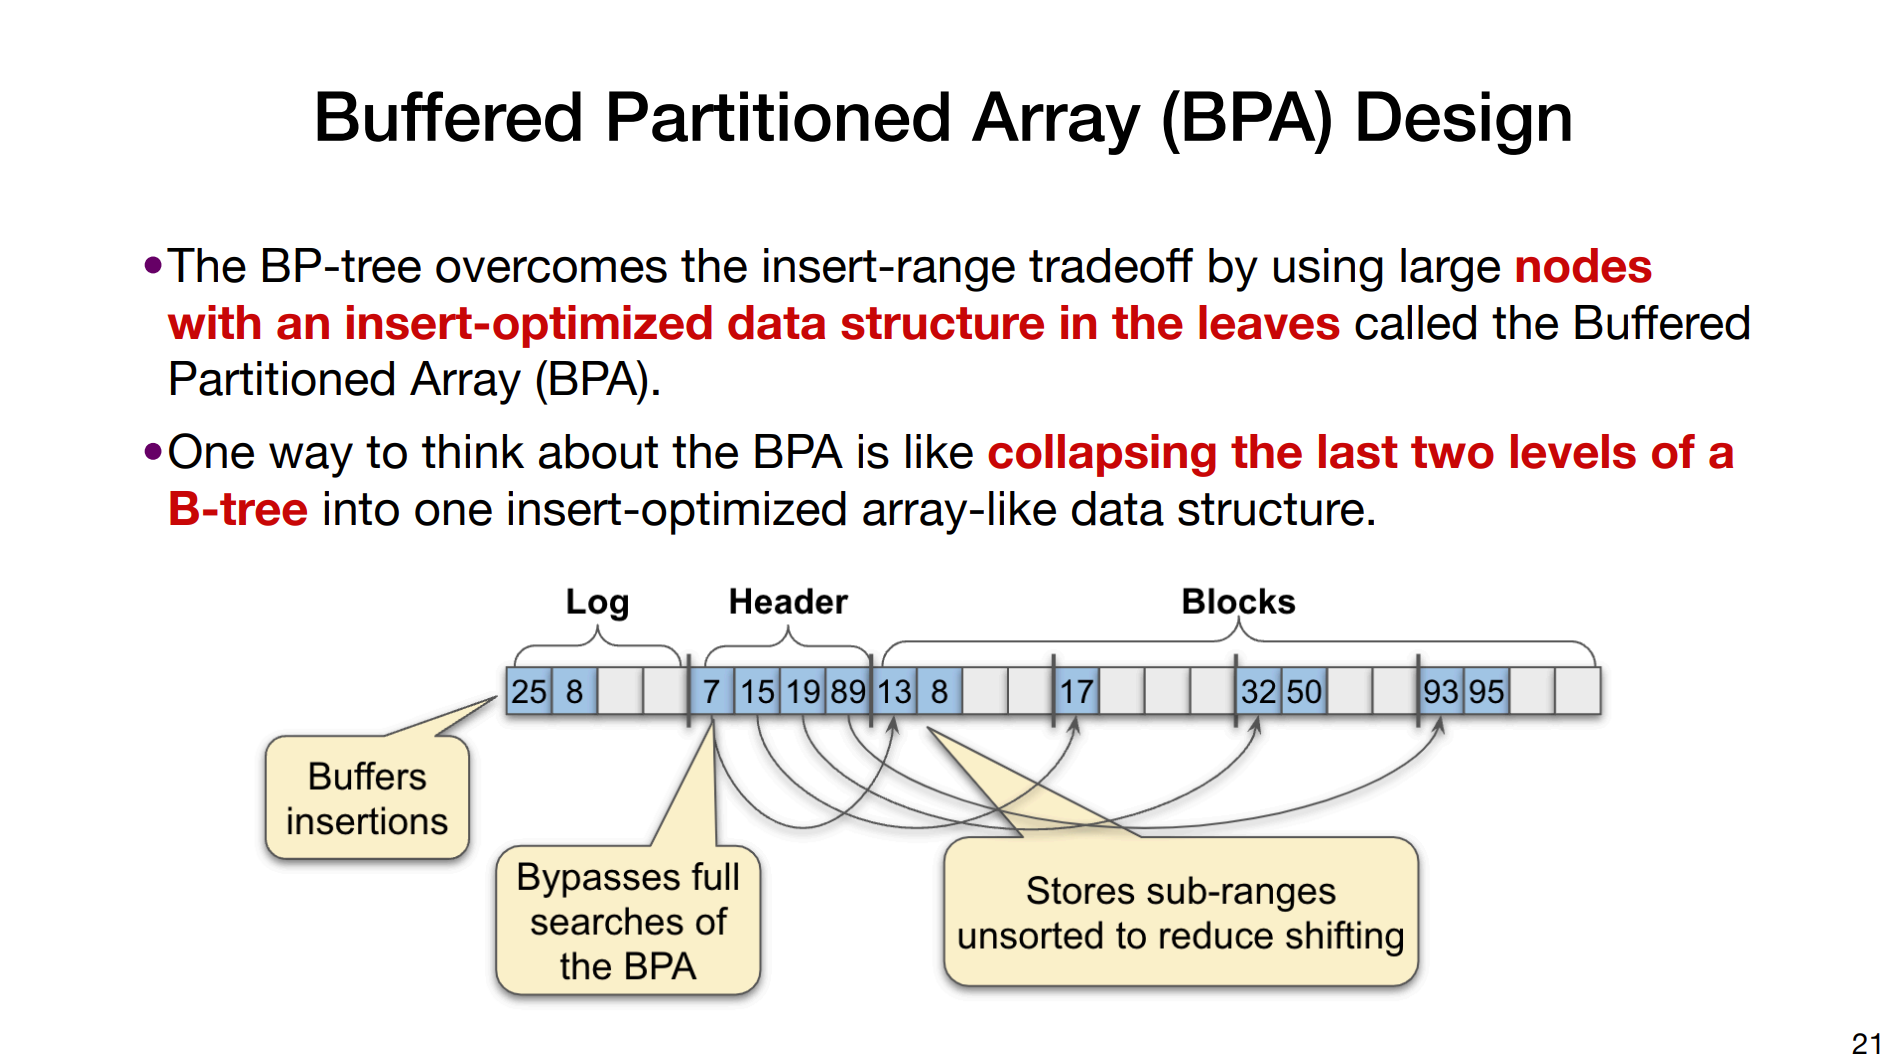 Buffered Partitioned Array (BPA) Design
•The BP-tree overcomes the insert-range tradeoff by using large nodes
with an insert-optimized data structure in the leaves called the Buffered
Partitioned Array (BPA).
•One way to think about the BPA is like collapsing the last two levels of a
B-tree into one insert-optimized array-like data structure.
Log Header Blocks
25 8 7 15 19 89 13 8 17 32 50 93 95
Buffers
insertions
Bypasses full
searches of
the BPA
Stores sub-ranges
unsorted to reduce shifting
21